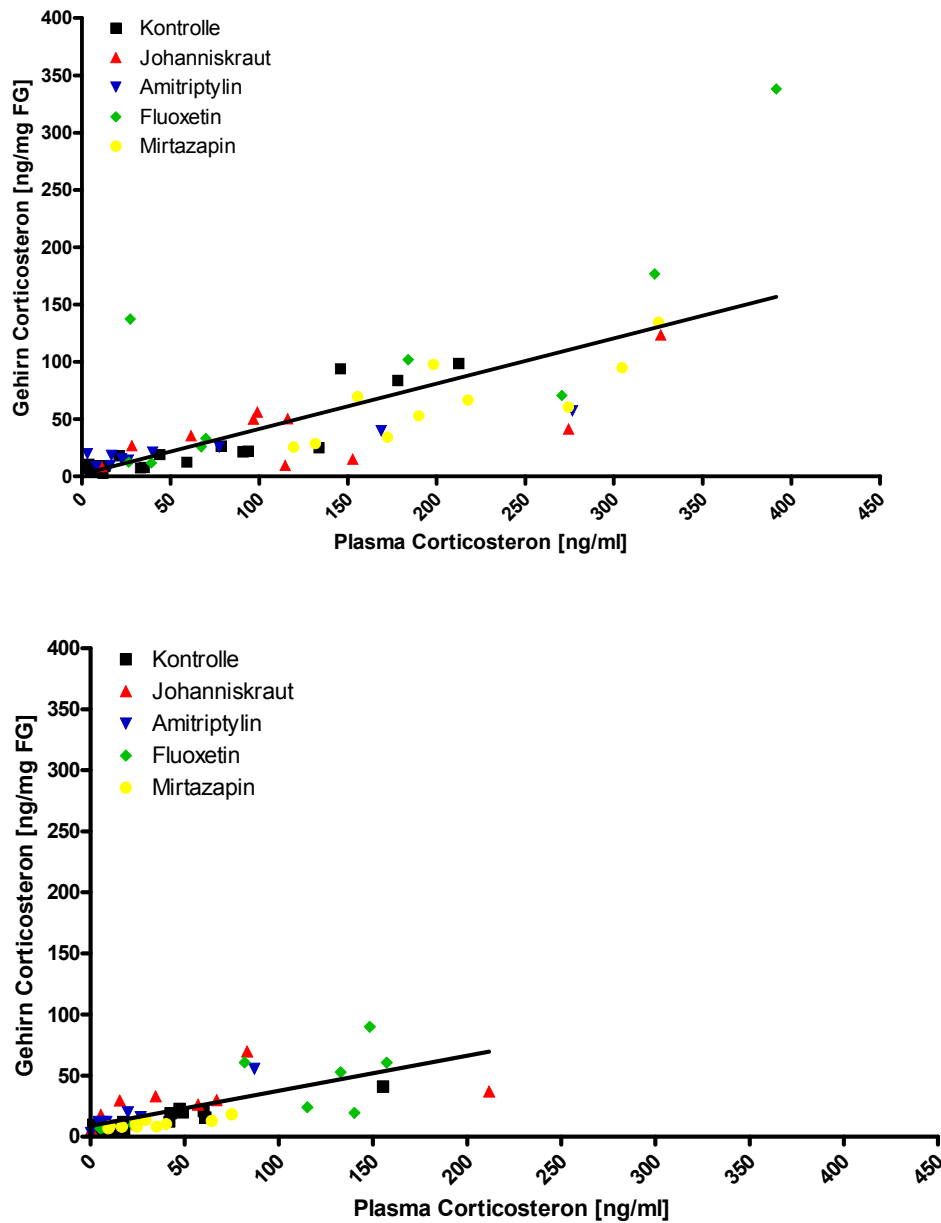 400
350
300
250
200
150
100
50
0
Gehirn Corticosteron [ng/mg FG]
Kontrolle
Johanniskraut
Amitriptylin
Fluoxetin
Mirtazapin
0 50 100 150 200 250 300 350 400 450
Plasma Corticosteron [ng/ml]
400
350
300
250
200
150
100
50
0
Gehirn Corticosteron [ng/mg FG]
Kontrolle
Johanniskraut
Amitriptylin
Fluoxetin
Mirtazapin
0 50 100 150 200 250 300 350 400 450
Plasma Corticosteron [ng/ml]